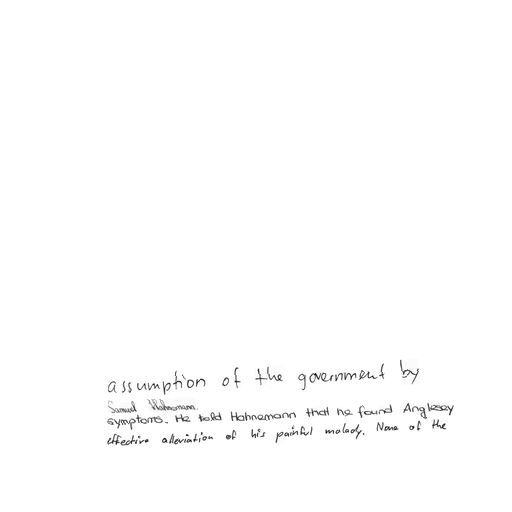 assumption of the government by
Samuel Hahnemann.
symptoms. He told Hahnemann that he found Anglesey
effective alleviation of his painful malady. None of the